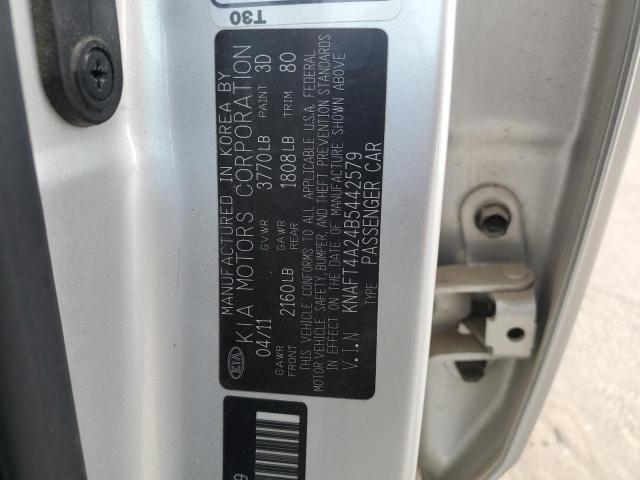 T30
MANUFACTURED IN KOREA BY
KIA KIA MOTORS CORPORATION
04/11 GVWR 3770LB PAINT 3D
GAWR FRONT 2160LB GAWR REAR 1808LB TRIM 80
THIS VEHICLE CONFORMS TO ALL APPLICABLE U.S.A. FEDERAL
MOTOR VEHICLE SAFETY BUMPER, AND THEFT PREVENTION STANDARDS
IN EFFECT ON THE DATE OF MANUFACTURE SHOWN ABOVE
V.I.N KNAFT4A24B5442579
TYPE PASSENGER CAR